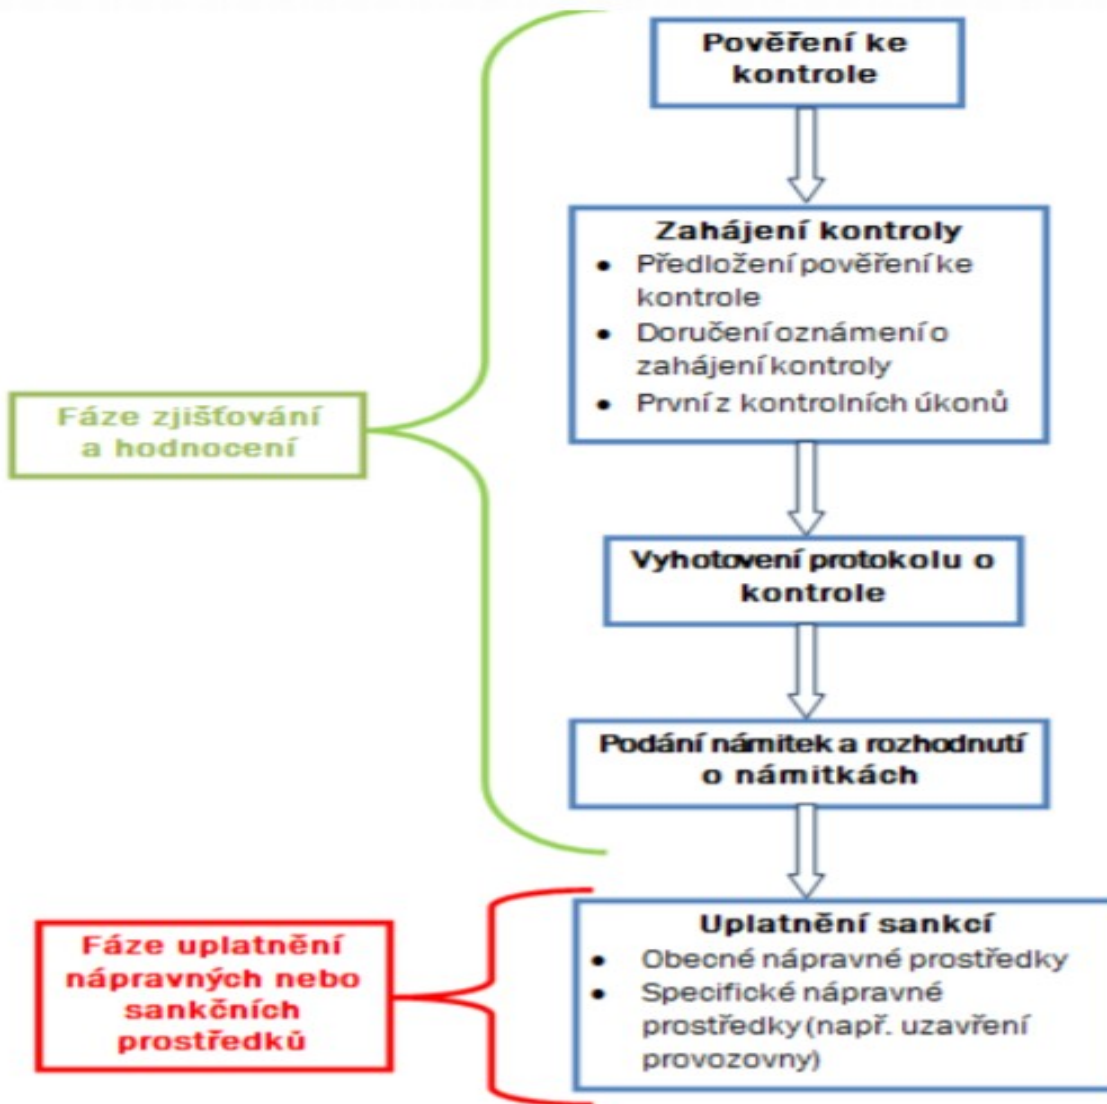 Pověření ke
kontrole
Zahájení kontroly
• Předložení pověření ke
kontrole
• Doručení oznámení o
zahájení kontroly
• První z kontrolních úkonů
Fáze zjišťování
a hodnocení
Vyhotovení protokolu o
kontrole
Podání námitek a rozhodnutí
o námitkách
Fáze uplatnění
nápravných nebo
sankčních
prostředků
Uplatnění sankcí
• Obecné nápravné prostředky
• Specifické nápravné
prostředky (např. uzavření
provozovny)